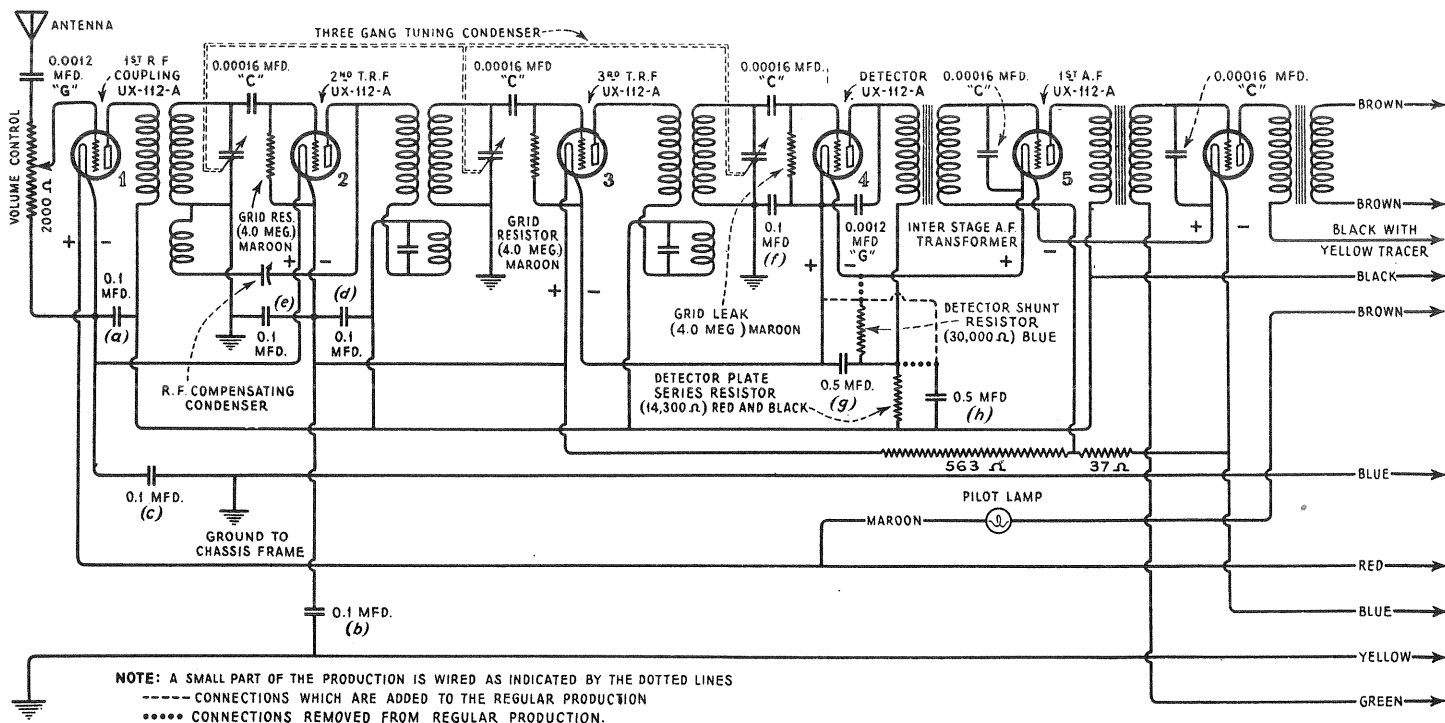 ANTENNA
0.0012
MFD.
"G"
1ST R F
COUPLING
UX-112-A
0.00016 MFD.
"C"
THREE GANG TUNING CONDENSER
2ND T.R.F
UX-112-A
0.00016 MFD
"C"
3RD T.R.F
UX-112-A
0.00016 MFD.
"C"
DETECTOR
UX-112-A
0.00016 MFD.
"C"
1ST A.F
UX-112-A
0.00016 MFD.
"C"
BROWN
VOLUME CONTROL
2000 Ω
1
2
3
4
5
GRID RES.
(4.0 MEG.)
MAROON
GRID
RESISTOR
(4.0 MEG.)
MAROON
0.1
MFD
(f)
0.0012
MFD
"G"
INTER STAGE A.F.
TRANSFORMER
BROWN
BLACK WITH
YELLOW TRACER
BLACK
+ -
+ -
+ -
+ -
+ -
+ -
0.1
MFD.
(a)
(e)
0.1
MFD.
(d)
0.1
MFD.
R.F. COMPENSATING
CONDENSER
GRID LEAK
(4.0 MEG) MAROON
DETECTOR SHUNT
RESISTOR
(30,000 Ω) BLUE
BROWN
DETECTOR PLATE
SERIES RESISTOR
(14,300 Ω) RED AND BLACK
0.5 MFD.
(g)
0.5 MFD
(h)
563 Ω
37 Ω
0.1 MFD.
(c)
BLUE
GROUND TO
CHASSIS FRAME
PILOT LAMP
MAROON
RED
0.1 MFD.
(b)
BLUE
YELLOW
NOTE: A SMALL PART OF THE PRODUCTION IS WIRED AS INDICATED BY THE DOTTED LINES
CONNECTIONS WHICH ARE ADDED TO THE REGULAR PRODUCTION
CONNECTIONS REMOVED FROM REGULAR PRODUCTION.
GREEN